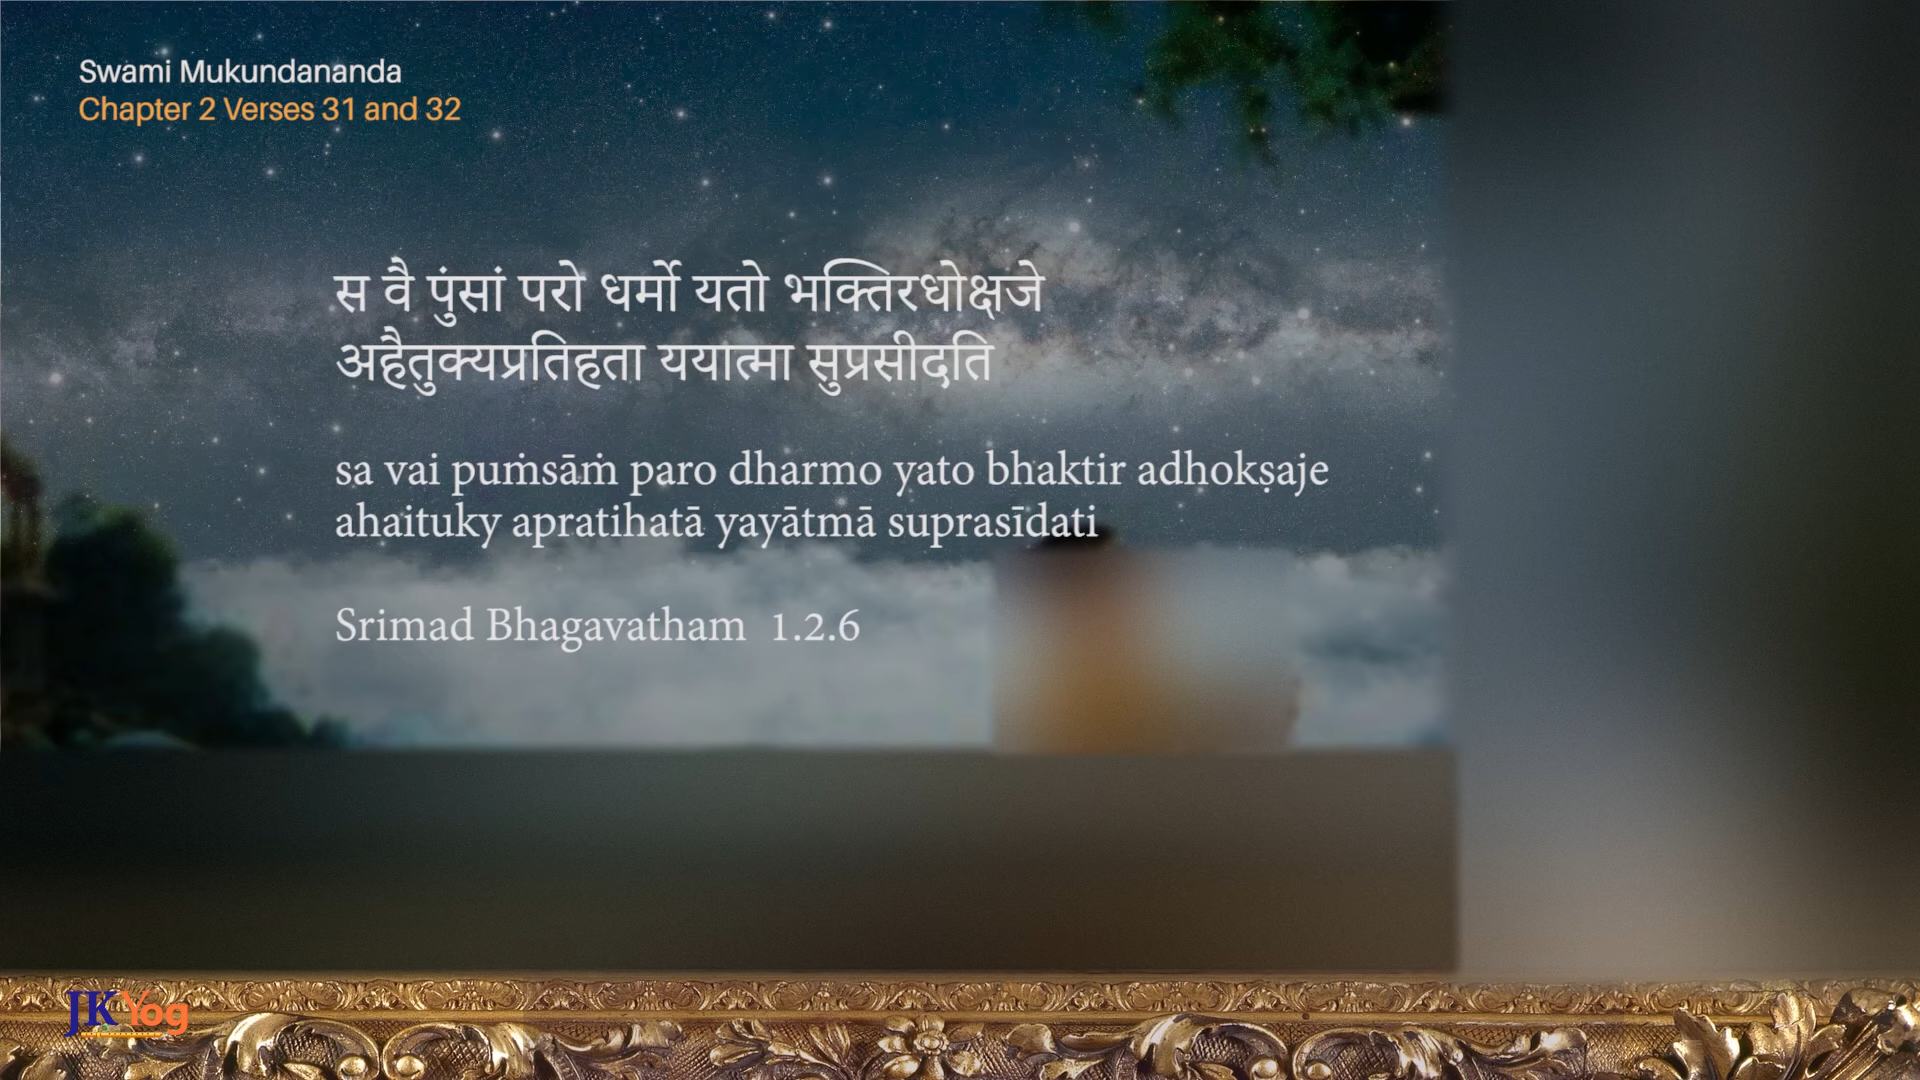 Swami Mukundananda
Chapter 2 Verses 31 and 32
स वै पुंसां परो धर्मो यतो भक्तिरधोक्षजे
अहैतुक्यप्रतिहता ययात्मा सुप्रसीदति
sa vai puṁsāṁ paro dharmo yato bhaktir adhokṣaje
ahaituky apratihatā yayātmā suprasīdati
Srimad Bhagavatham 1.2.6
JKYog